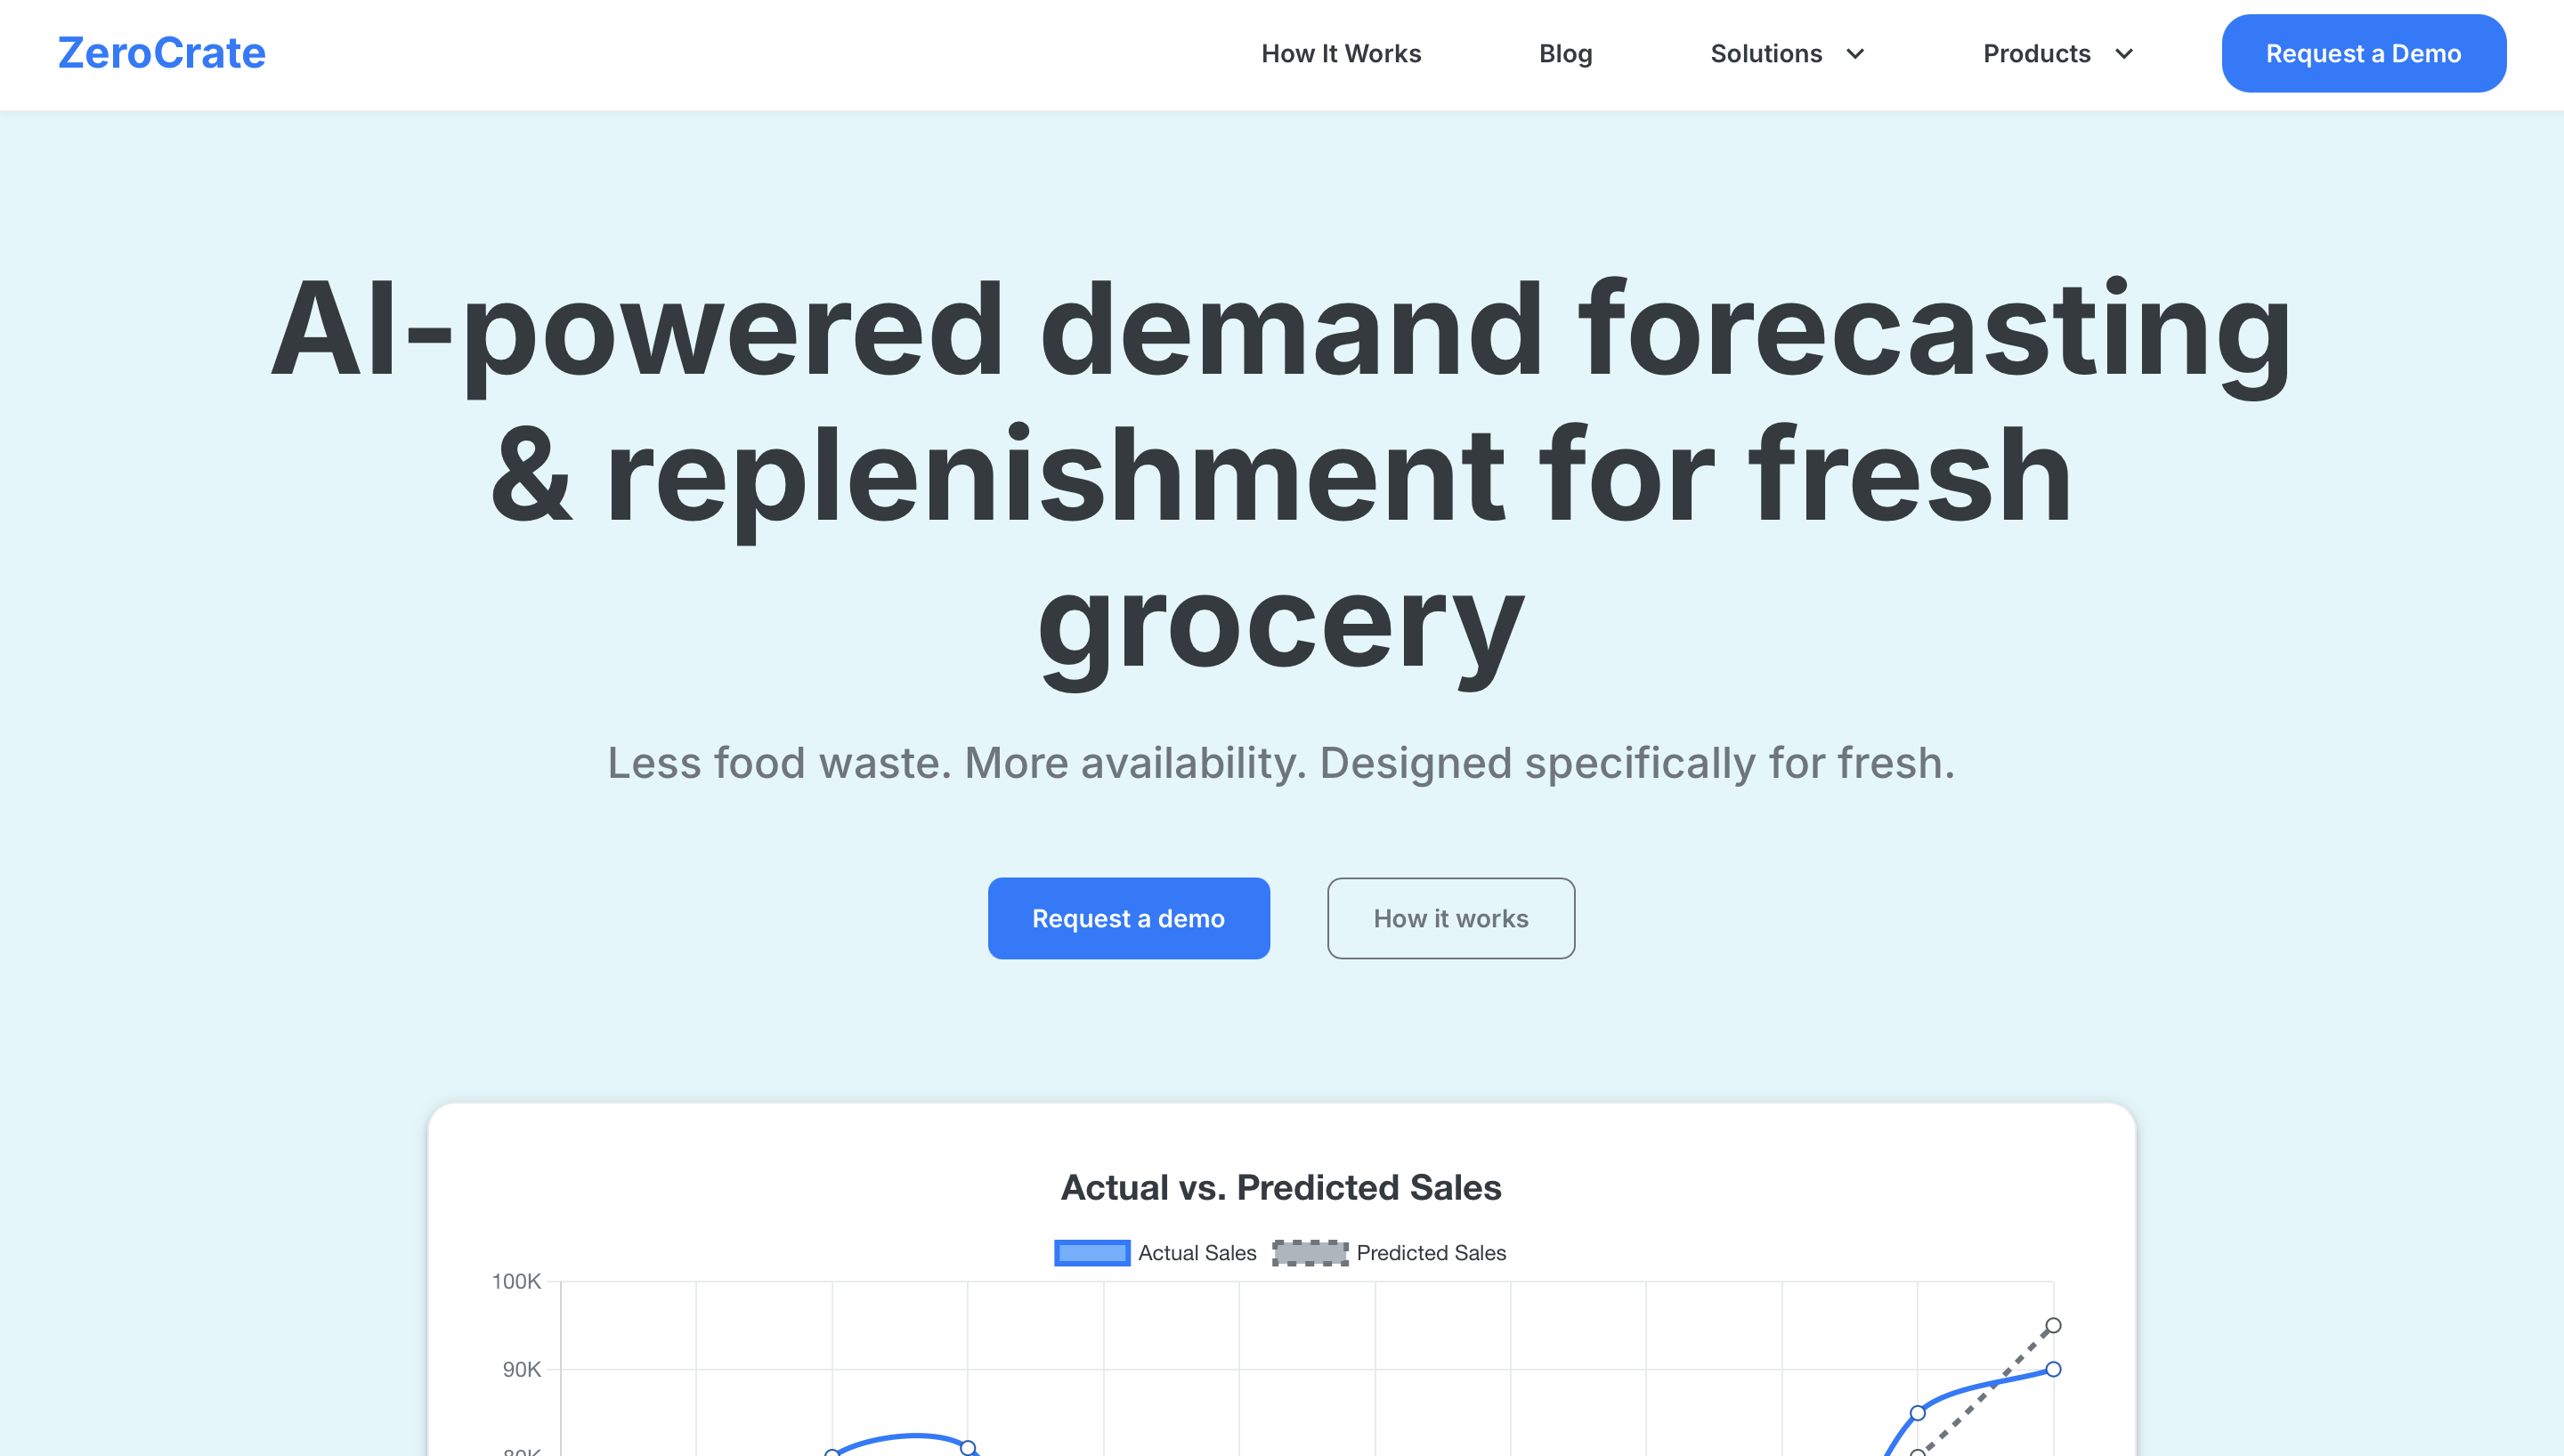 ZeroCrate
How It Works
Blog
Solutions
Products
Request a Demo
AI-powered demand forecasting
& replenishment for fresh
grocery
Less food waste. More availability. Designed specifically for fresh.
Request a demo
How it works
Actual vs. Predicted Sales
Actual Sales
Predicted Sales
100K
90K
80K